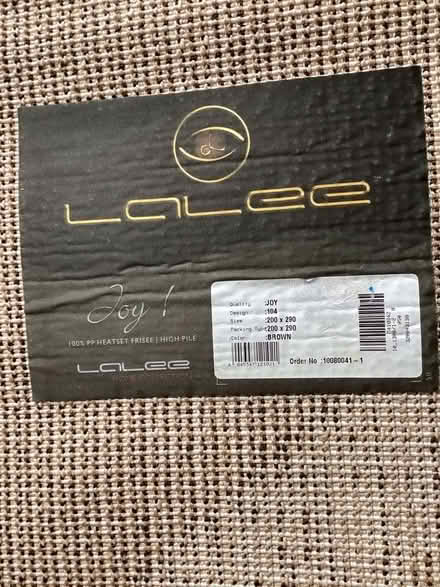 LALEE
Joy !
100% PP HEATSET FRISEE | HIGH PILE
LALEE
Quality :JOY
Design :104
Size :200 x 290
Packing Type:200 x 290
Color :BROWN
Order No :10080041-1